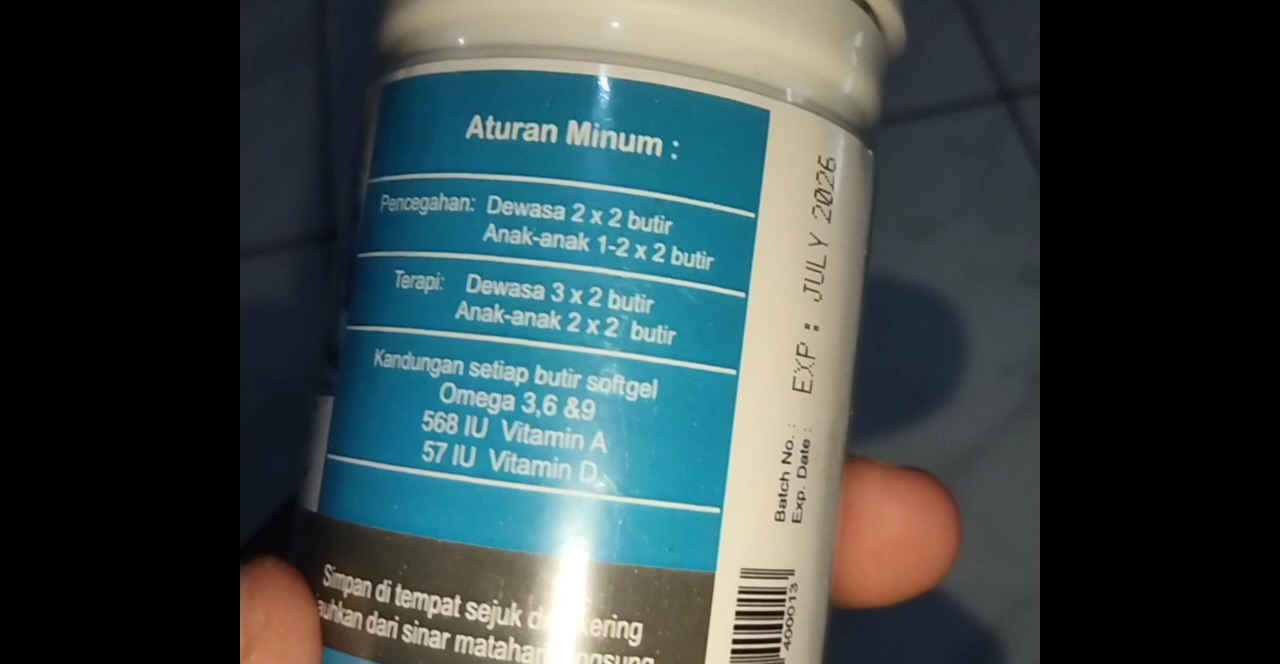 Aturan Minum :
Pencegahan: Dewasa 2 x 2 butir
Anak-anak 1-2 x 2 butir
Terapi: Dewasa 3 x 2 butir
Anak-anak 2 x 2 butir
Kandungan setiap butir softgel
Omega 3,6 &9
568 IU Vitamin A
57 IU Vitamin D
Simpan di tempat sejuk
dari sinar
Batch No. :
Exp. Date :
EXP : JULY 2026
400013